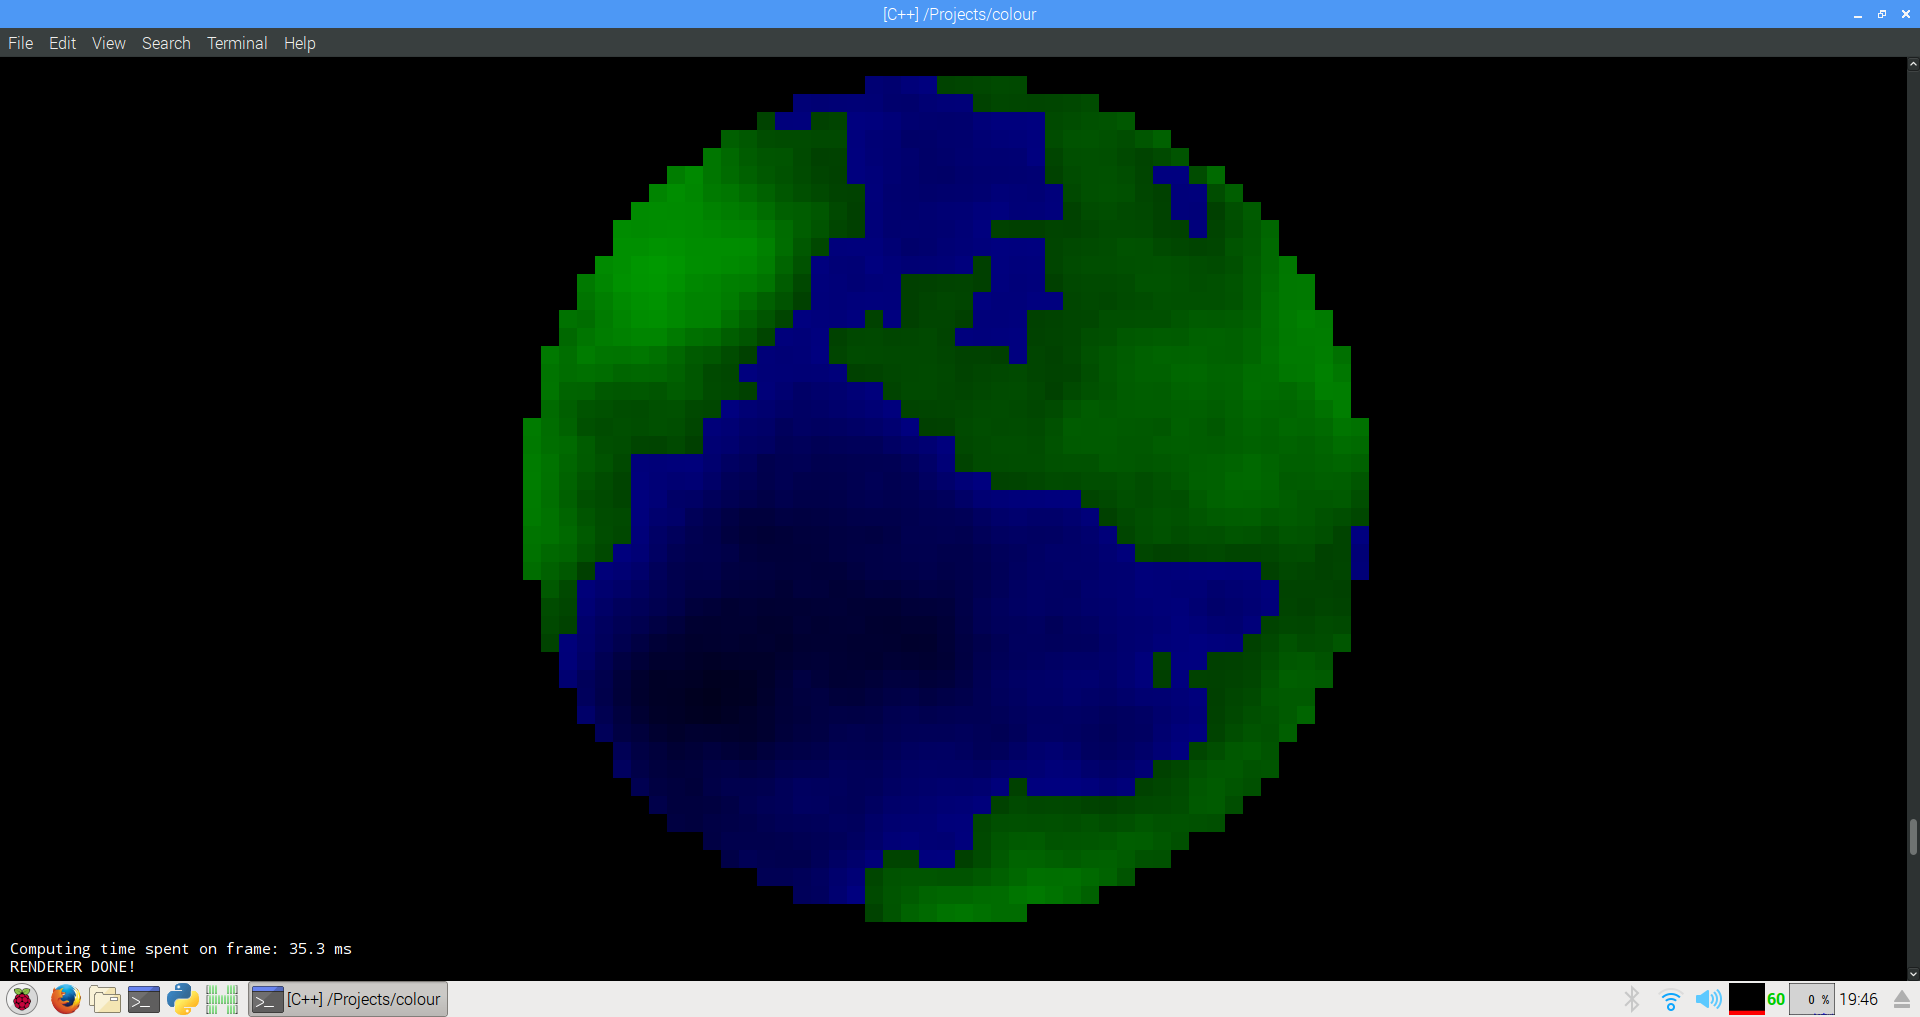 [C++] /Projects/colour
File Edit View Search Terminal Help
Computing time spent on frame: 35.3 ms
RENDERER DONE!
[C++] /Projects/colour 60 0 % 19:46